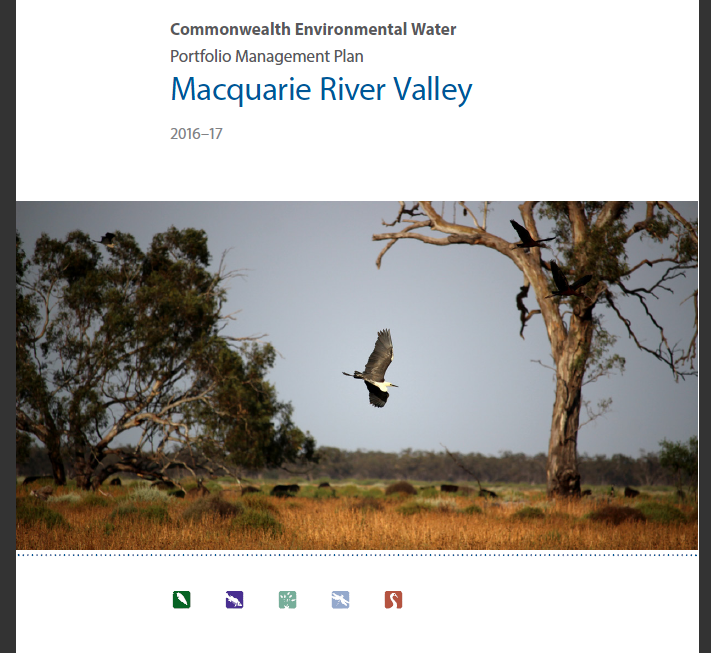 Commonwealth Environmental Water
Portfolio Management Plan
Macquarie River Valley
2016–17